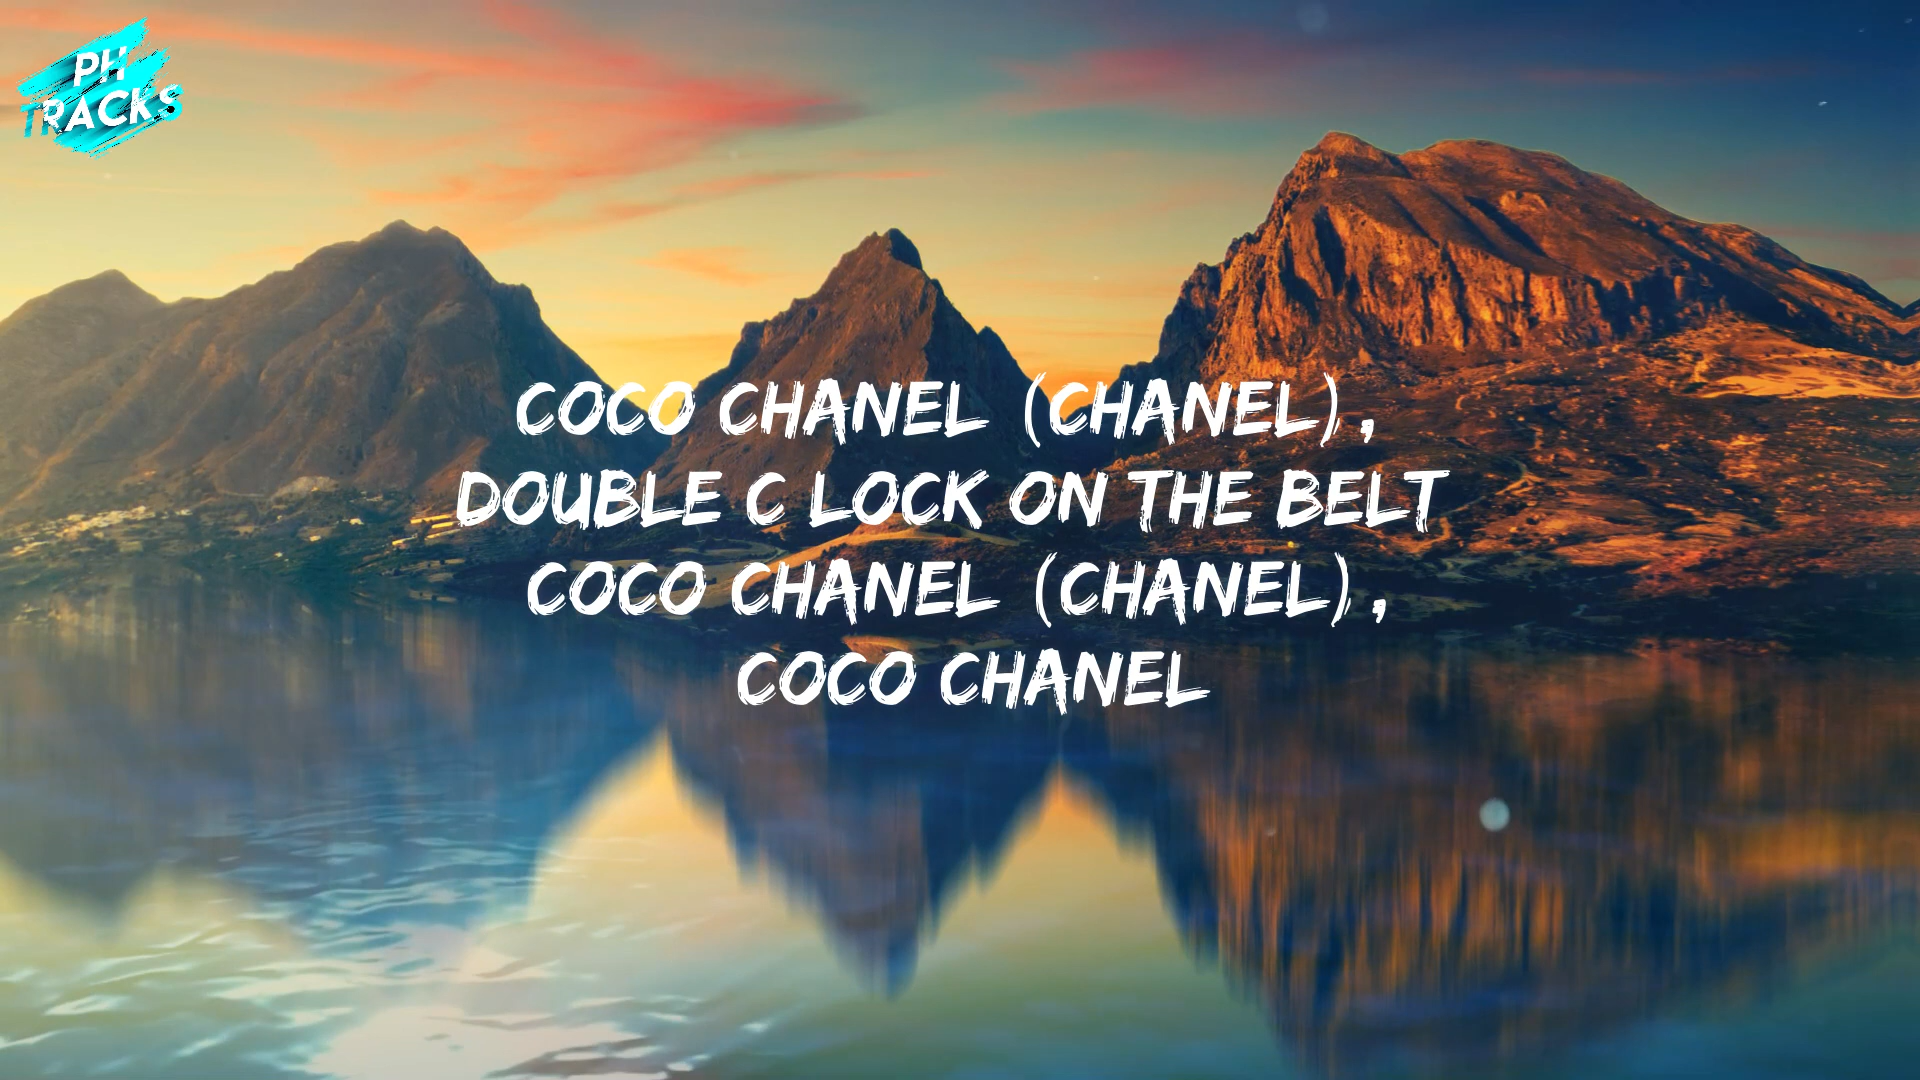 PH
TRACKS
COCO CHANEL (CHANEL),
DOUBLE C LOCK ON THE BELT
COCO CHANEL (CHANEL),
COCO CHANEL